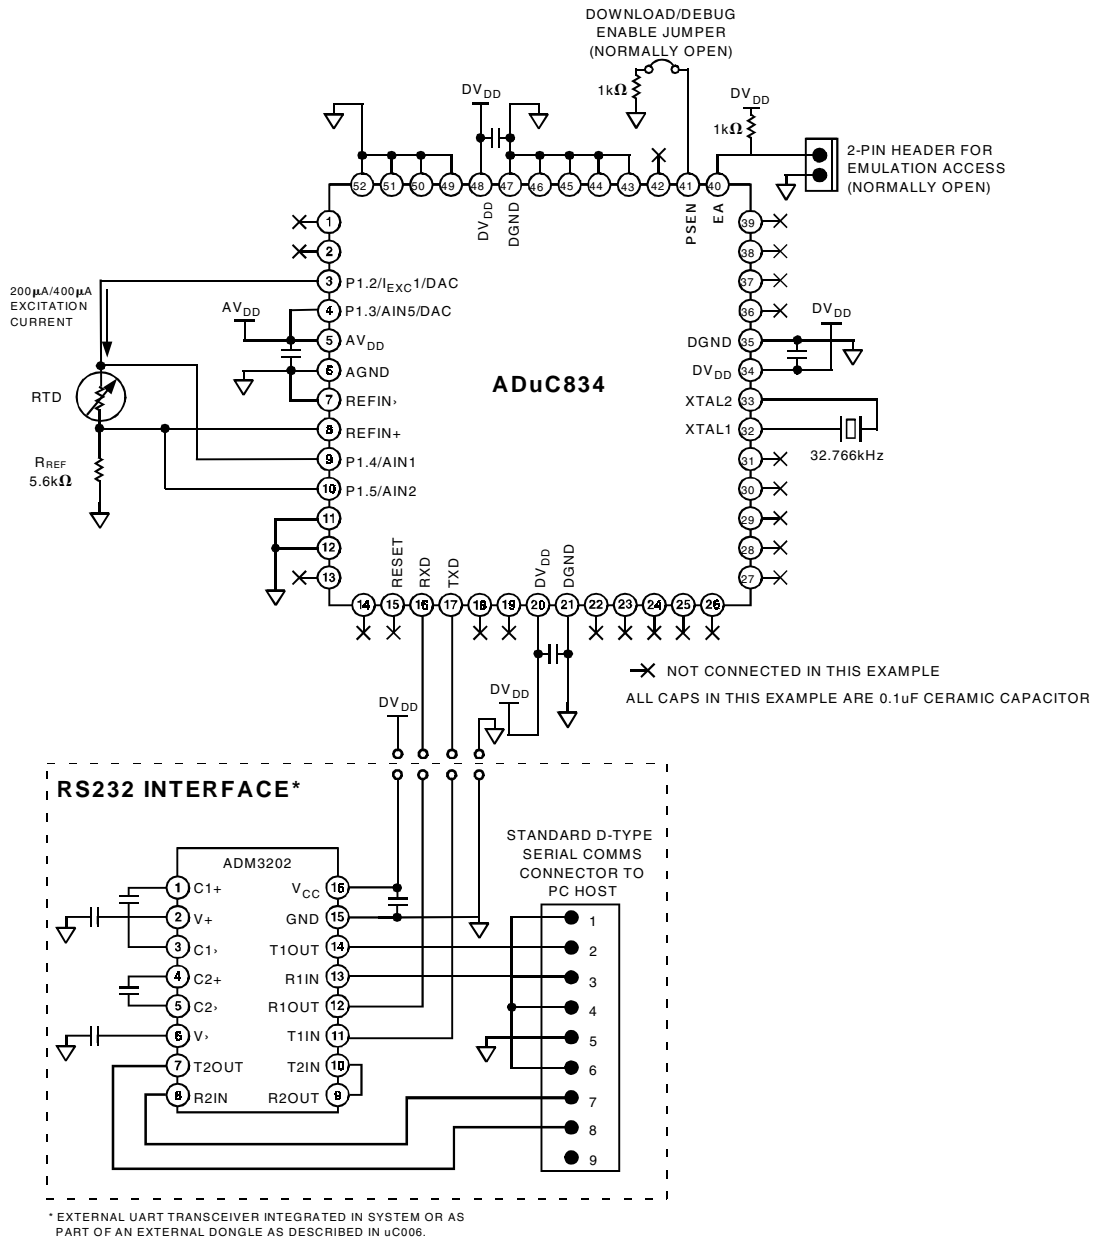 DOWNLOAD/DEBUG
ENABLE JUMPER
(NORMALLY OPEN)
1kΩ
DVDD
DVDD
1kΩ
2-PIN HEADER FOR
EMULATION ACCESS
(NORMALLY OPEN)
52 51 50 49 48 47 46 45 44 43 42 41 40
DVDD
DGND
PSEN
EA
1
2
3 P1.2/IEXC1/DAC
4 P1.3/AIN5/DAC
5 AVDD
6 AGND
7 REFIN›
8 REFIN+
9 P1.4/AIN1
10 P1.5/AIN2
11
12
13
200µA/400µA
EXCITATION
CURRENT
AVDD
RTD
RREF
5.6kΩ
ADuC834
39
38
37
36
DGND 35
DVDD 34
XTAL2 33
XTAL1 32
31
30
29
28
27
DVDD
32.766kHz
RESET
RXD
TXD
DVDD
DGND
14 15 16 17 18 19 20 21 22 23 24 25 26
NOT CONNECTED IN THIS EXAMPLE
ALL CAPS IN THIS EXAMPLE ARE 0.1uF CERAMIC CAPACITOR
DVDD
DVDD
RS232 INTERFACE*
STANDARD D-TYPE
SERIAL COMMS
CONNECTOR TO
PC HOST
ADM3202
1 C1+
2 V+
3 C1›
4 C2+
5 C2›
6 V›
7 T2OUT
8 R2IN
VCC 16
GND 15
T1OUT 14
R1IN 13
R1OUT 12
T1IN 11
T2IN 10
R2OUT 9
1
2
3
4
5
6
7
8
9
* EXTERNAL UART TRANSCEIVER INTEGRATED IN SYSTEM OR AS
PART OF AN EXTERNAL DONGLE AS DESCRIBED IN uC006.